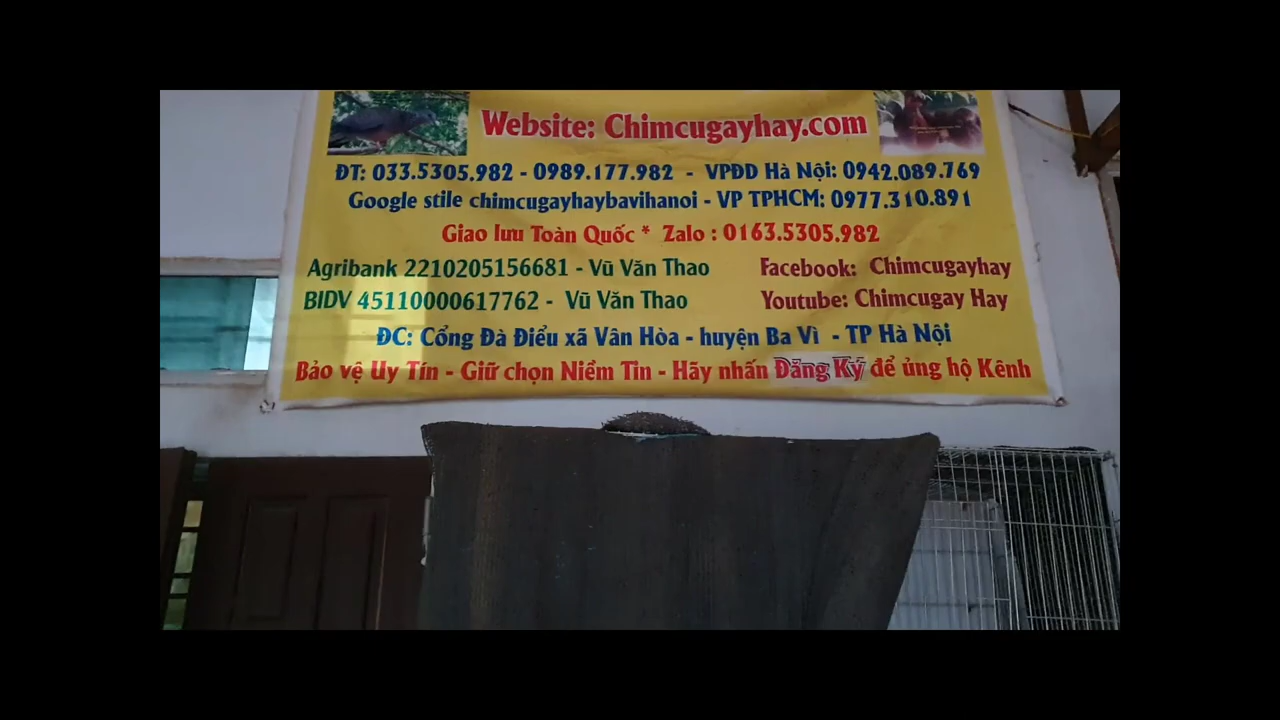 Website: Chimcugayhay.com
ĐT: 033.5305.982 - 0989.177.982 - VPĐD Hà Nội: 0942.089.769
Google stile chimcugayhaybavihanoi - VP TPHCM: 0977.310.891
Giao lưu Toàn Quốc * Zalo : 0163.5305.982
Agribank 2210205156681 - Vũ Văn Thao Facebook: Chimcugayhay
BIDV 45110000617762 - Vũ Văn Thao Youtube: Chimcugay Hay
ĐC: Cổng Đà Điểu xã Vân Hòa - huyện Ba Vì - TP Hà Nội
Bảo vệ Uy Tín - Giữ chọn Niềm Tin - Hãy nhấn Đăng Ký để ủng hộ Kênh